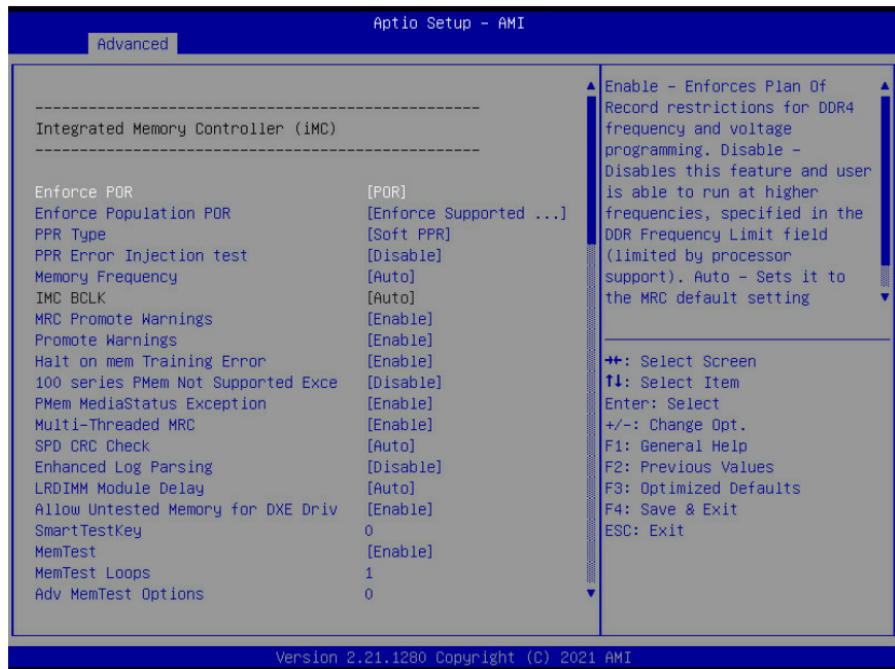 Aptio Setup – AMI
Advanced
Integrated Memory Controller (iMC)
Enforce POR [POR]
Enforce Population POR [Enforce Supported ...]
PPR Type [Soft PPR]
PPR Error Injection test [Disable]
Memory Frequency [Auto]
IMC BCLK [Auto]
MRC Promote Warnings [Enable]
Promote Warnings [Enable]
Halt on mem Training Error [Enable]
100 series PMem Not Supported Exce [Disable]
PMem MediaStatus Exception [Enable]
Multi-Threaded MRC [Enable]
SPD CRC Check [Auto]
Enhanced Log Parsing [Disable]
LRDIMM Module Delay [Auto]
Allow Untested Memory for DXE Driv [Enable]
SmartTestKey 0
MemTest [Enable]
MemTest Loops 1
Adv MemTest Options 0
Enable – Enforces Plan Of
Record restrictions for DDR4
frequency and voltage
programming. Disable –
Disables this feature and user
is able to run at higher
frequencies, specified in the
DDR Frequency Limit field
(limited by processor
support). Auto – Sets it to
the MRC default setting
→←: Select Screen
↑↓: Select Item
Enter: Select
+/-: Change Opt.
F1: General Help
F2: Previous Values
F3: Optimized Defaults
F4: Save & Exit
ESC: Exit
Version 2.21.1280 Copyright (C) 2021 AMI